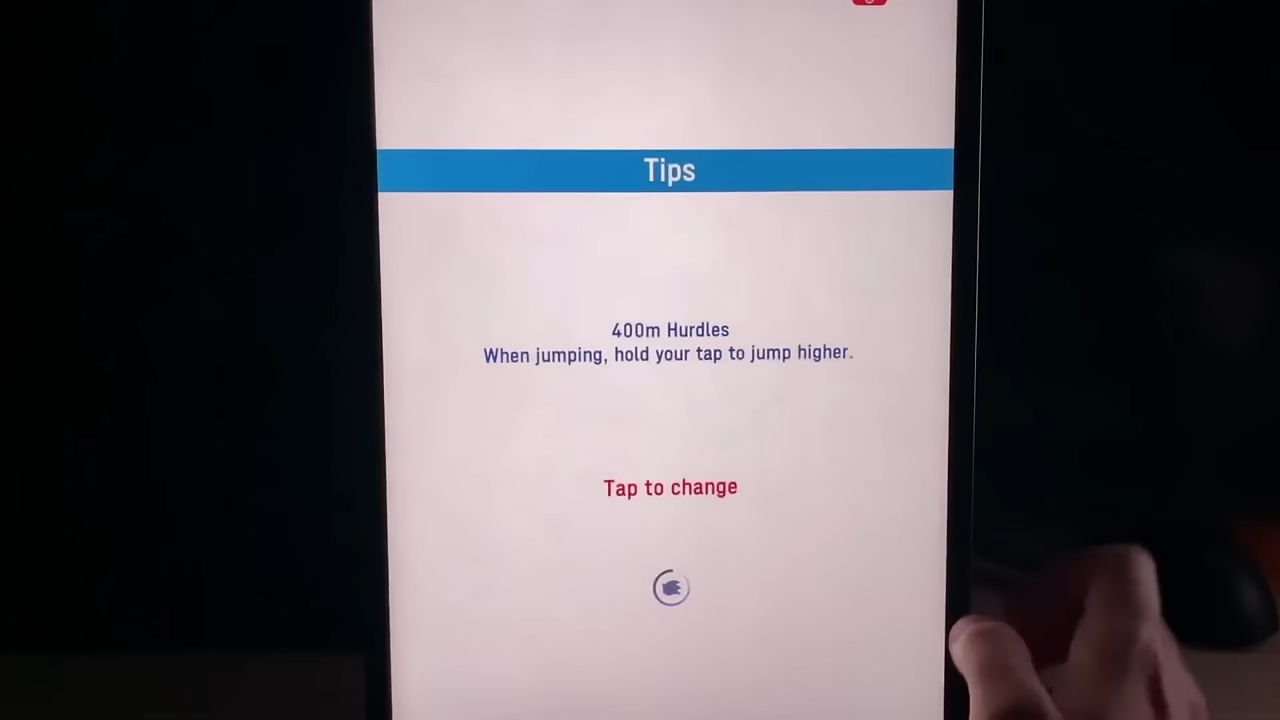 Tips
400m Hurdles
When jumping, hold your tap to jump higher.
Tap to change